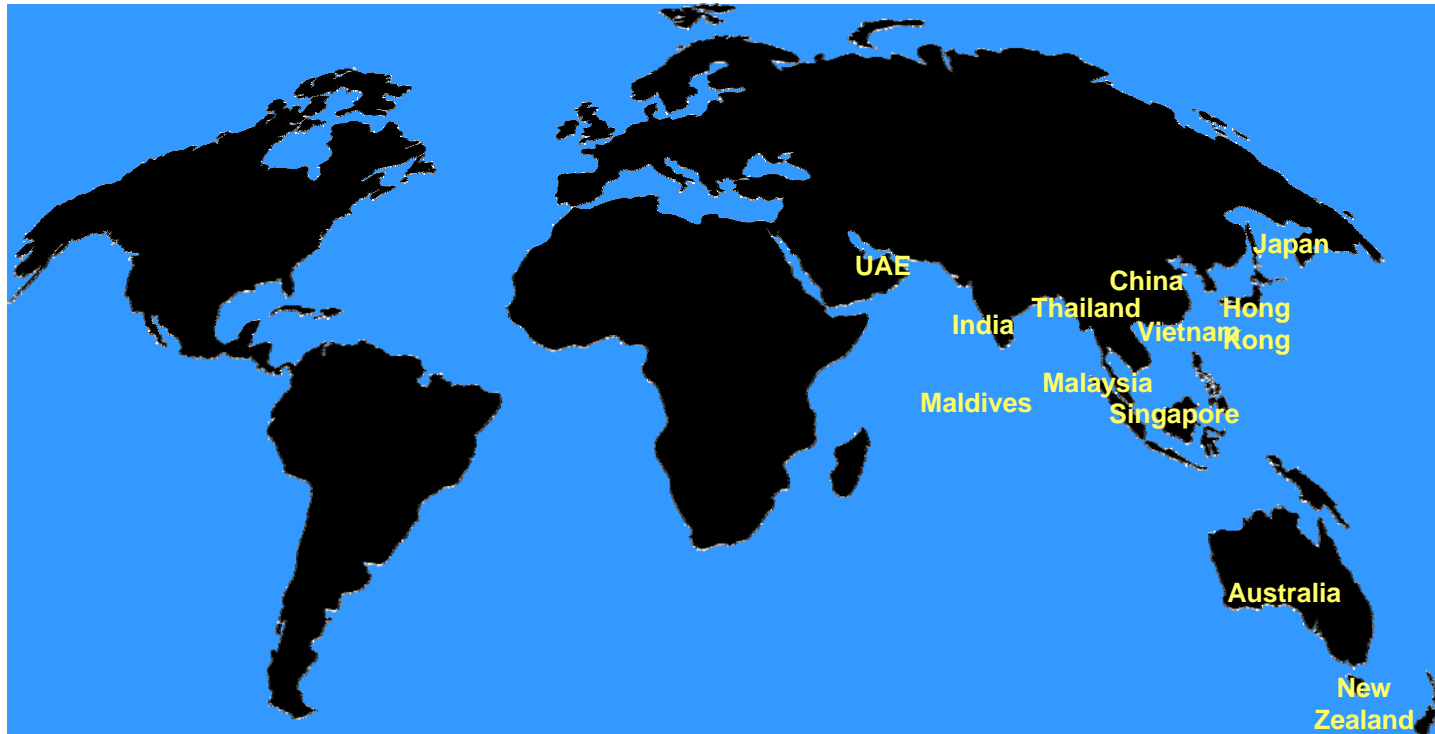 Japan
UAE
China
Thailand
Hong
Kong
India
Vietnam
Malaysia
Maldives
Singapore
Australia
New
Zealand